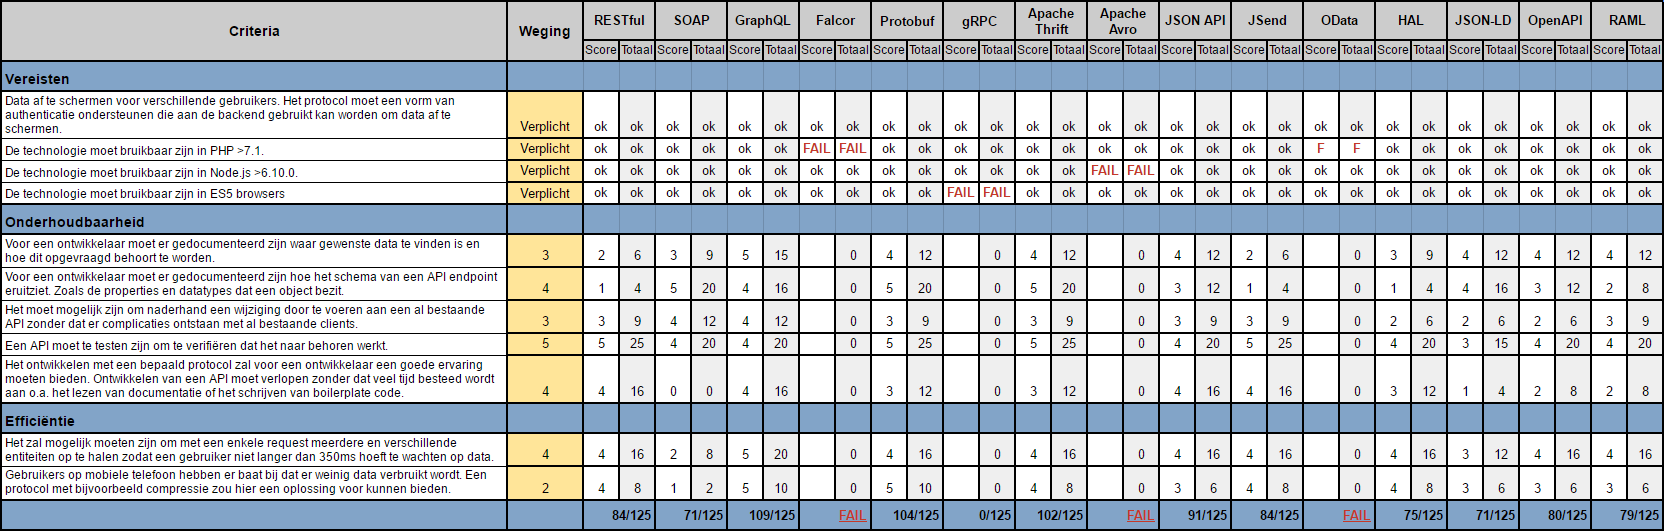 Criteria Weging RESTful SOAP GraphQL Falcor Protobuf gRPC Apache Thrift Apache Avro JSON API JSend OData HAL JSON-LD OpenAPI RAML
Score Totaal Score Totaal Score Totaal Score Totaal Score Totaal Score Totaal Score Totaal Score Totaal Score Totaal Score Totaal Score Totaal Score Totaal Score Totaal Score Totaal Score Totaal
Vereisten
Data af te schermen voor verschillende gebruikers. Het protocol moet een vorm van
authenticatie ondersteunen die aan de backend gebruikt kan worden om data af te
schermen. Verplicht ok ok ok ok ok ok ok ok ok ok ok ok ok ok ok ok ok ok ok ok ok ok ok ok ok ok ok ok ok ok
De technologie moet bruikbaar zijn in PHP >7.1. Verplicht ok ok ok ok ok ok FAIL FAIL ok ok ok ok ok ok ok ok ok ok ok ok F F ok ok ok ok ok ok ok ok
De technologie moet bruikbaar zijn in Node.js >6.10.0. Verplicht ok ok ok ok ok ok ok ok ok ok ok ok ok ok FAIL FAIL ok ok ok ok ok ok ok ok ok ok ok ok ok ok
De technologie moet bruikbaar zijn in ES5 browsers Verplicht ok ok ok ok ok ok ok ok ok ok FAIL FAIL ok ok ok ok ok ok ok ok ok ok ok ok ok ok ok ok ok ok
Onderhoudbaarheid
Voor een ontwikkelaar moet er gedocumenteerd zijn waar gewenste data te vinden is en
hoe dit opgevraagd behoort te worden. 3 2 6 3 9 5 15 0 4 12 0 4 12 0 4 12 2 6 0 3 9 4 12 4 12 4 12
Voor een ontwikkelaar moet er gedocumenteerd zijn hoe het schema van een API endpoint
eruitziet. Zoals de properties en datatypes dat een object bezit. 4 1 4 5 20 4 16 0 5 20 0 5 20 0 3 12 1 4 0 1 4 4 16 3 12 2 8
Het moet mogelijk zijn om naderhand een wijziging door te voeren aan een al bestaande
API zonder dat er complicaties ontstaan met al bestaande clients. 3 3 9 4 12 4 12 0 3 9 0 3 9 0 3 9 3 9 0 2 6 2 6 2 6 3 9
Een API moet te testen zijn om te verifiëren dat het naar behoren werkt. 5 5 25 4 20 4 20 0 5 25 0 5 25 0 4 20 5 25 0 4 20 3 15 4 20 4 20
Het ontwikkelen met een bepaald protocol zal voor een ontwikkelaar een goede ervaring
moeten bieden. Ontwikkelen van een API moet verlopen zonder dat veel tijd besteed wordt
aan o.a. het lezen van documentatie of het schrijven van boilerplate code. 4 4 16 0 0 4 16 0 3 12 0 3 12 0 4 16 4 16 0 3 12 1 4 2 8 2 8
Efficiëntie
Het zal mogelijk moeten zijn om met een enkele request meerdere en verschillende
entiteiten op te halen zodat een gebruiker niet langer dan 350ms hoeft te wachten op data. 4 4 16 2 8 5 20 0 4 16 0 4 16 0 4 16 4 16 0 4 16 3 12 4 16 4 16
Gebruikers op mobiele telefoon hebben er baat bij dat er weinig data verbruikt wordt. Een
protocol met bijvoorbeeld compressie zou hier een oplossing voor kunnen bieden. 2 4 8 1 2 5 10 0 5 10 0 4 8 0 3 6 4 8 0 4 8 3 6 3 6 3 6
84/125 71/125 109/125 FAIL 104/125 0/125 102/125 FAIL 91/125 84/125 FAIL 75/125 71/125 80/125 79/125